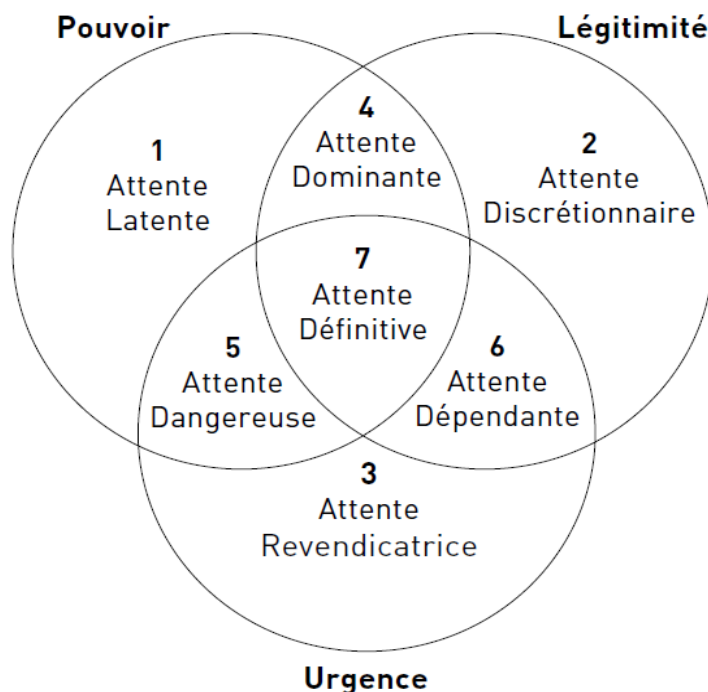 Pouvoir
Légitimité
4
Attente
Dominante
1
Attente
Latente
2
Attente
Discrétionnaire
7
Attente
Définitive
5
Attente
Dangereuse
6
Attente
Dépendante
3
Attente
Revendicatrice
Urgence